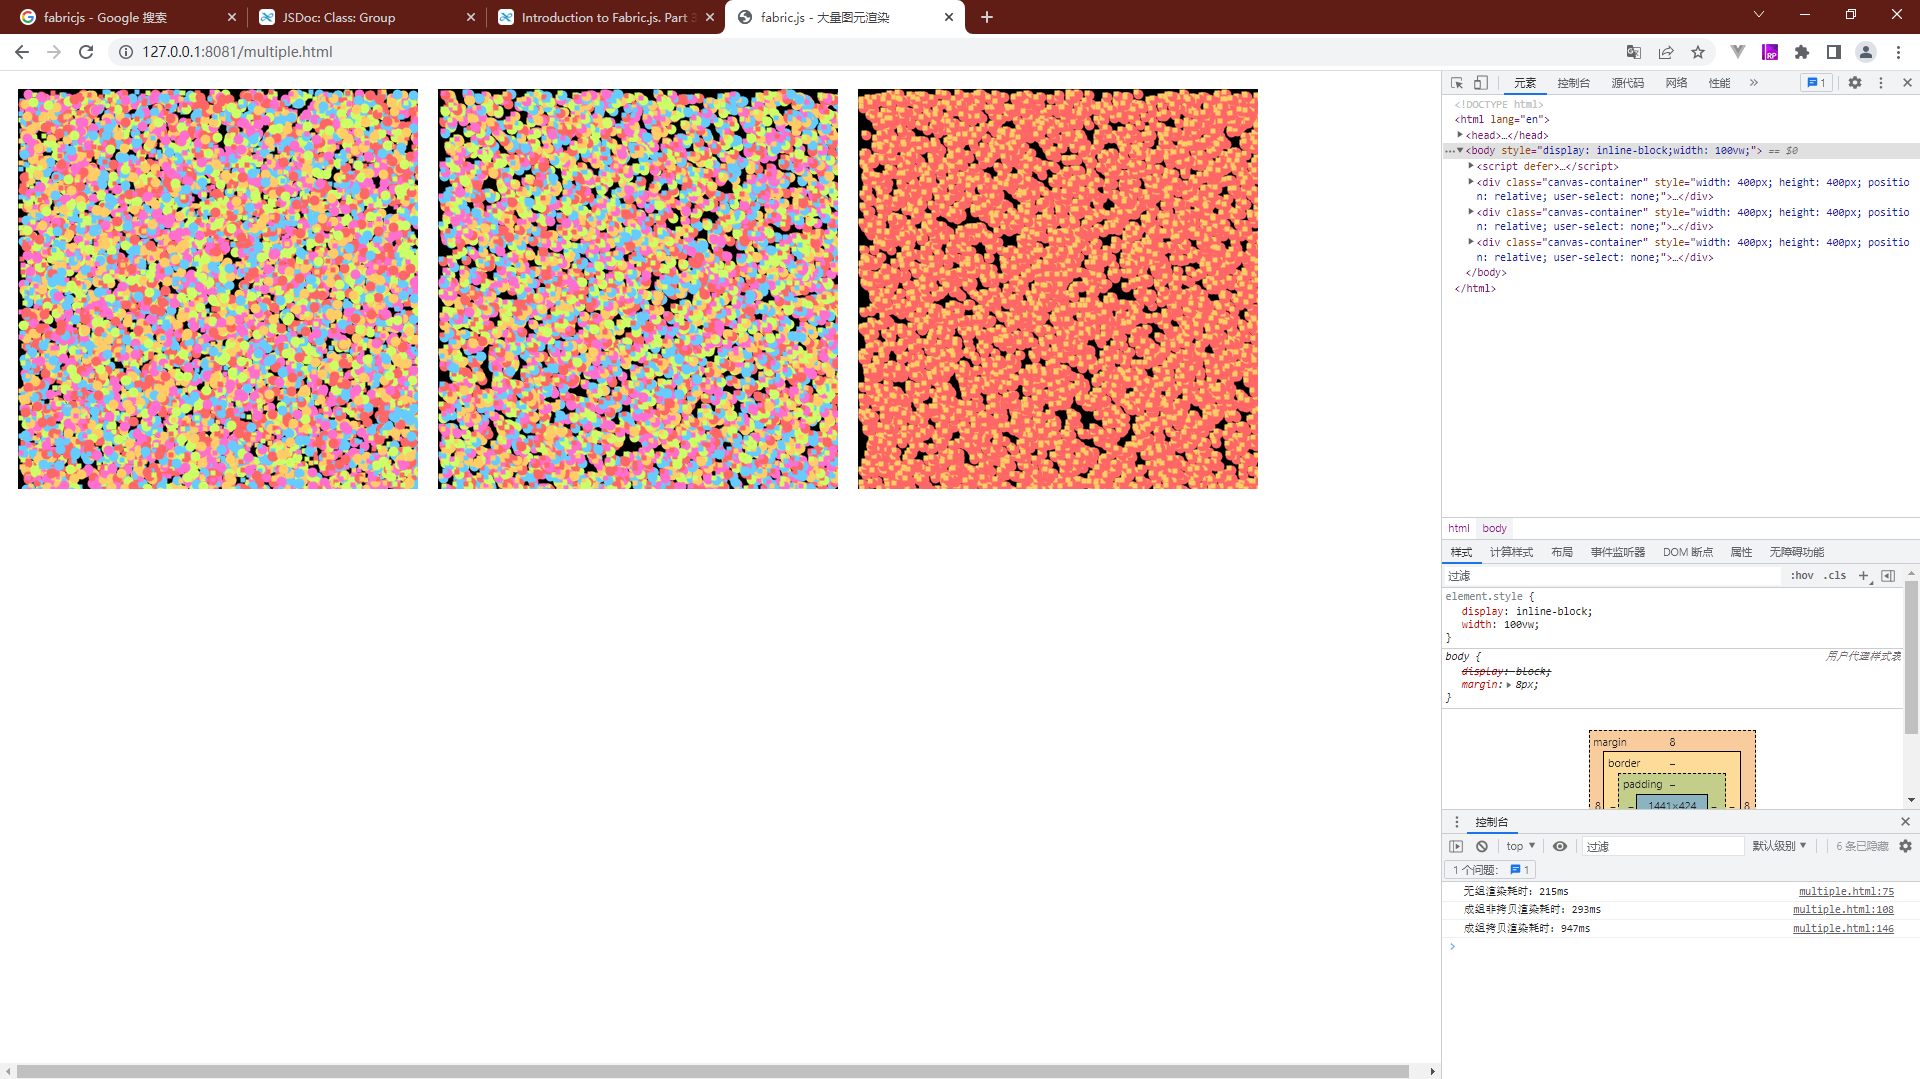 fabricjs - Google 搜索
JSDoc: Class: Group
Introduction to Fabric.js. Part 3
fabric.js - 大量图元渲染
127.0.0.1:8081/multiple.html
元素 控制台 源代码 网络 性能 » 1
<!DOCTYPE html>
<html lang="en">
<head>…</head>
<body style="display: inline-block;width: 100vw;"> == $0
<script defer>…</script>
<div class="canvas-container" style="width: 400px; height: 400px; positio
n: relative; user-select: none;">…</div>
<div class="canvas-container" style="width: 400px; height: 400px; positio
n: relative; user-select: none;">…</div>
<div class="canvas-container" style="width: 400px; height: 400px; positio
n: relative; user-select: none;">…</div>
</body>
</html>
html body
样式 计算样式 布局 事件监听器 DOM 断点 属性 无障碍功能
过滤 :hov .cls +
element.style {
display: inline-block;
width: 100vw;
}
body { 用户代理样式表
display: block;
margin: 8px;
}
margin 8
border –
padding –
8 – – 1441×424 – – 8
控制台
top 过滤 默认级别 6 条已隐藏
1 个问题: 1
无组渲染耗时: 215ms multiple.html:75
成组非拷贝渲染耗时: 293ms multiple.html:108
成组拷贝渲染耗时: 947ms multiple.html:146